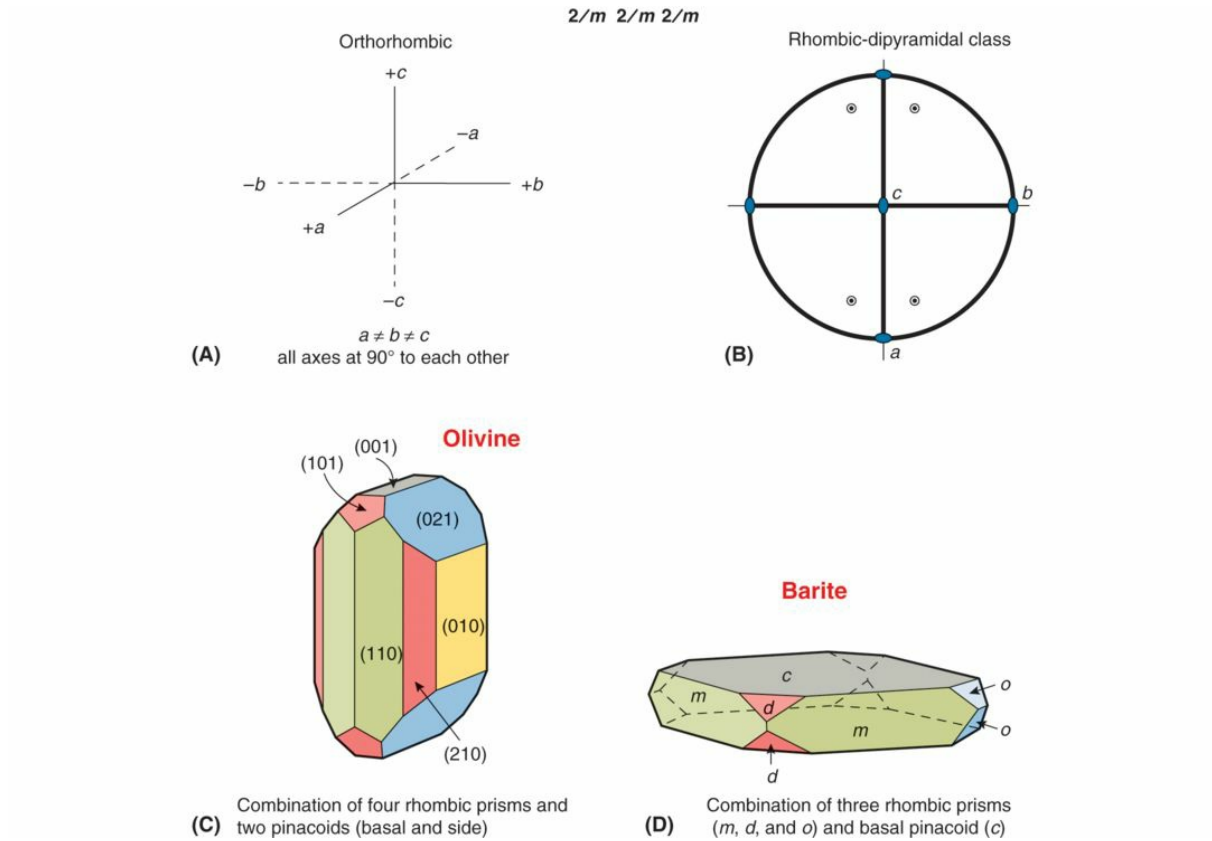 2/m 2/m 2/m
Orthorhombic
+c
–a
–b
+b
+a
–c
a ≠ b ≠ c
(A)
all axes at 90° to each other
Rhombic-dipyramidal class
c
b
a
(B)
Olivine
(001)
(101)
(021)
(010)
(110)
(210)
(C)
Combination of four rhombic prisms and
two pinacoids (basal and side)
Barite
c
m
d
m
o
o
d
(D)
Combination of three rhombic prisms
(m, d, and o) and basal pinacoid (c)